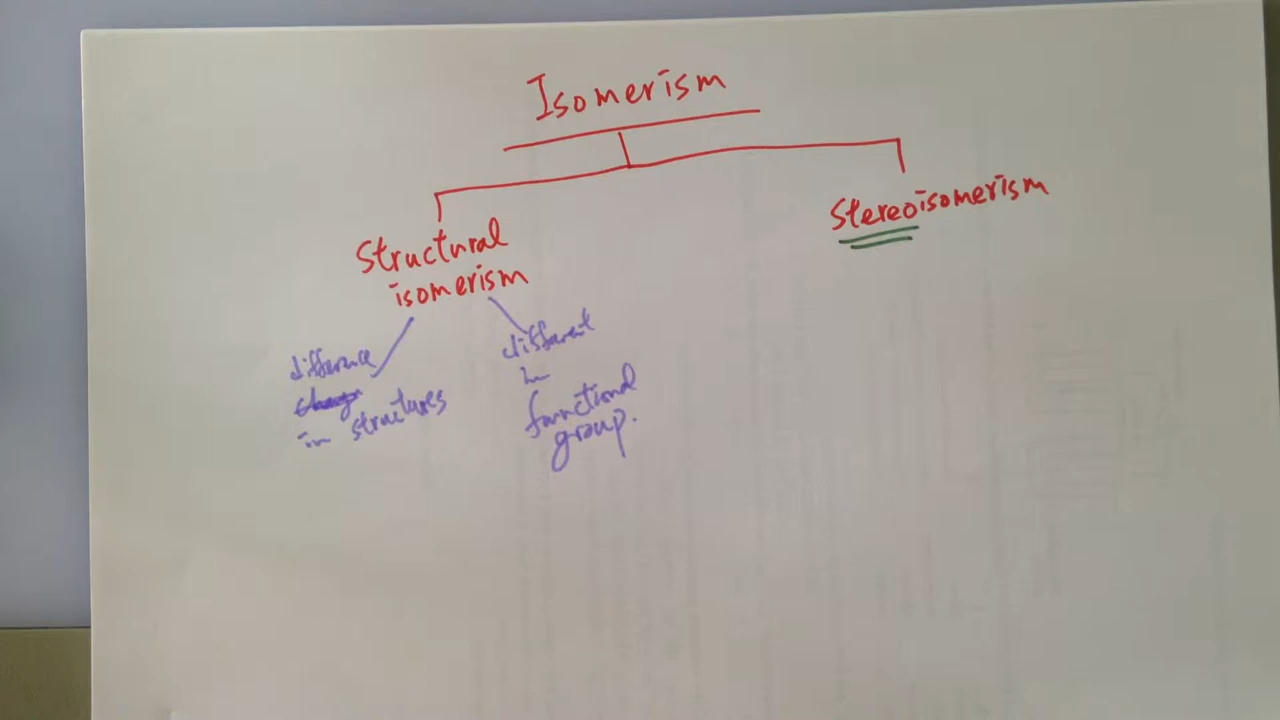 Isomerism
Structural
isomerism
Stereoisomerism
difference
in structures
different
in
functional
group.